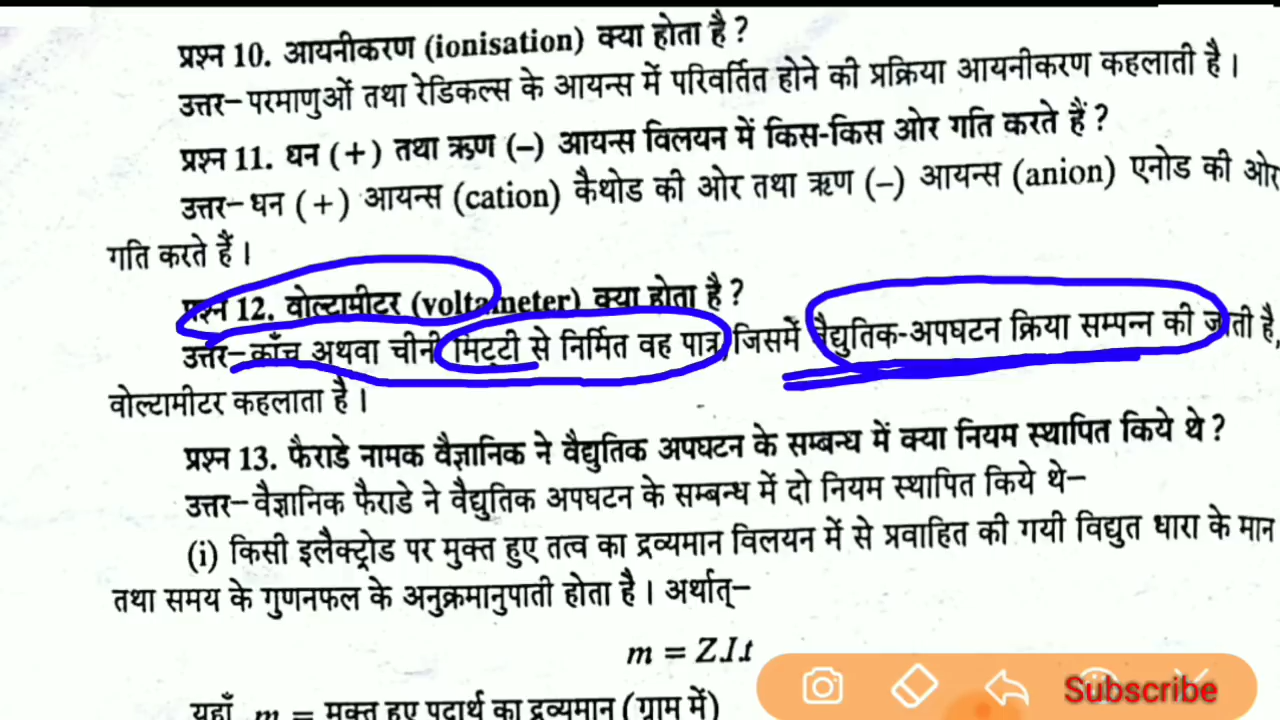 प्रश्न 10. आयनीकरण (ionisation) क्या होता है ?
उत्तर–परमाणुओं तथा रेडिकल्स के आयन्स में परिवर्तित होने की प्रक्रिया आयनीकरण कहलाती है।
प्रश्न 11. धन (+) तथा ऋण (–) आयन्स विलयन में किस-किस ओर गति करते हैं ?
उत्तर–धन (+) आयन्स (cation) कैथोड की ओर तथा ऋण (–) आयन्स (anion) एनोड की ओर
गति करते हैं।
प्रश्न 12. वोल्टामीटर (voltameter) क्या होता है ?
उत्तर–काँच अथवा चीनी मिट्टी से निर्मित वह पात्र, जिसमें वैद्युतिक-अपघटन क्रिया सम्पन्न की जाती है,
वोल्टामीटर कहलाता है।
प्रश्न 13. फैराडे नामक वैज्ञानिक ने वैद्युतिक अपघटन के सम्बन्ध में क्या नियम स्थापित किये थे ?
उत्तर–वैज्ञानिक फैराडे ने वैद्युतिक अपघटन के सम्बन्ध में दो नियम स्थापित किये थे–
(i) किसी इलैक्ट्रोड पर मुक्त हुए तत्व का द्रव्यमान विलयन में से प्रवाहित की गयी विद्युत धारा के मान
तथा समय के गुणनफल के अनुक्रमानुपाती होता है। अर्थात्–
m = Z.I.t
यहाँ m = मुक्त हुए पदार्थ का द्रव्यमान (ग्राम में)
Subscribe